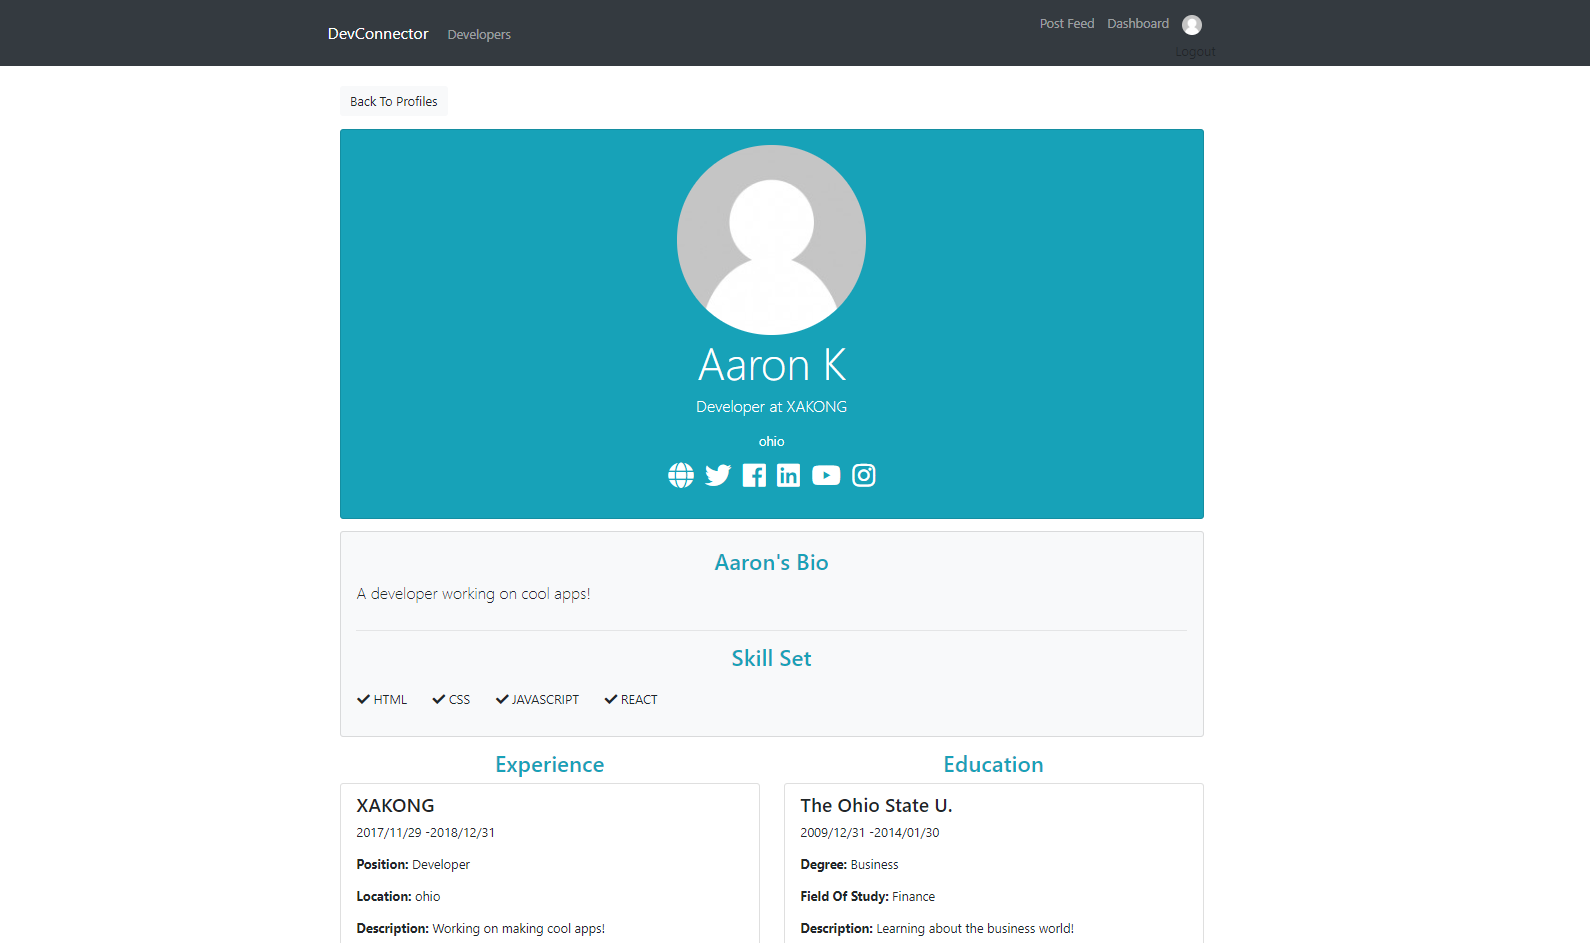 DevConnector Developers Post Feed Dashboard
Logout
Back To Profiles
Aaron K
Developer at XAKONG
ohio
Aaron's Bio
A developer working on cool apps!
Skill Set
HTML CSS JAVASCRIPT REACT
Experience
XAKONG
2017/11/29 -2018/12/31
Position: Developer
Location: ohio
Description: Working on making cool apps!
Education
The Ohio State U.
2009/12/31 -2014/01/30
Degree: Business
Field Of Study: Finance
Description: Learning about the business world!